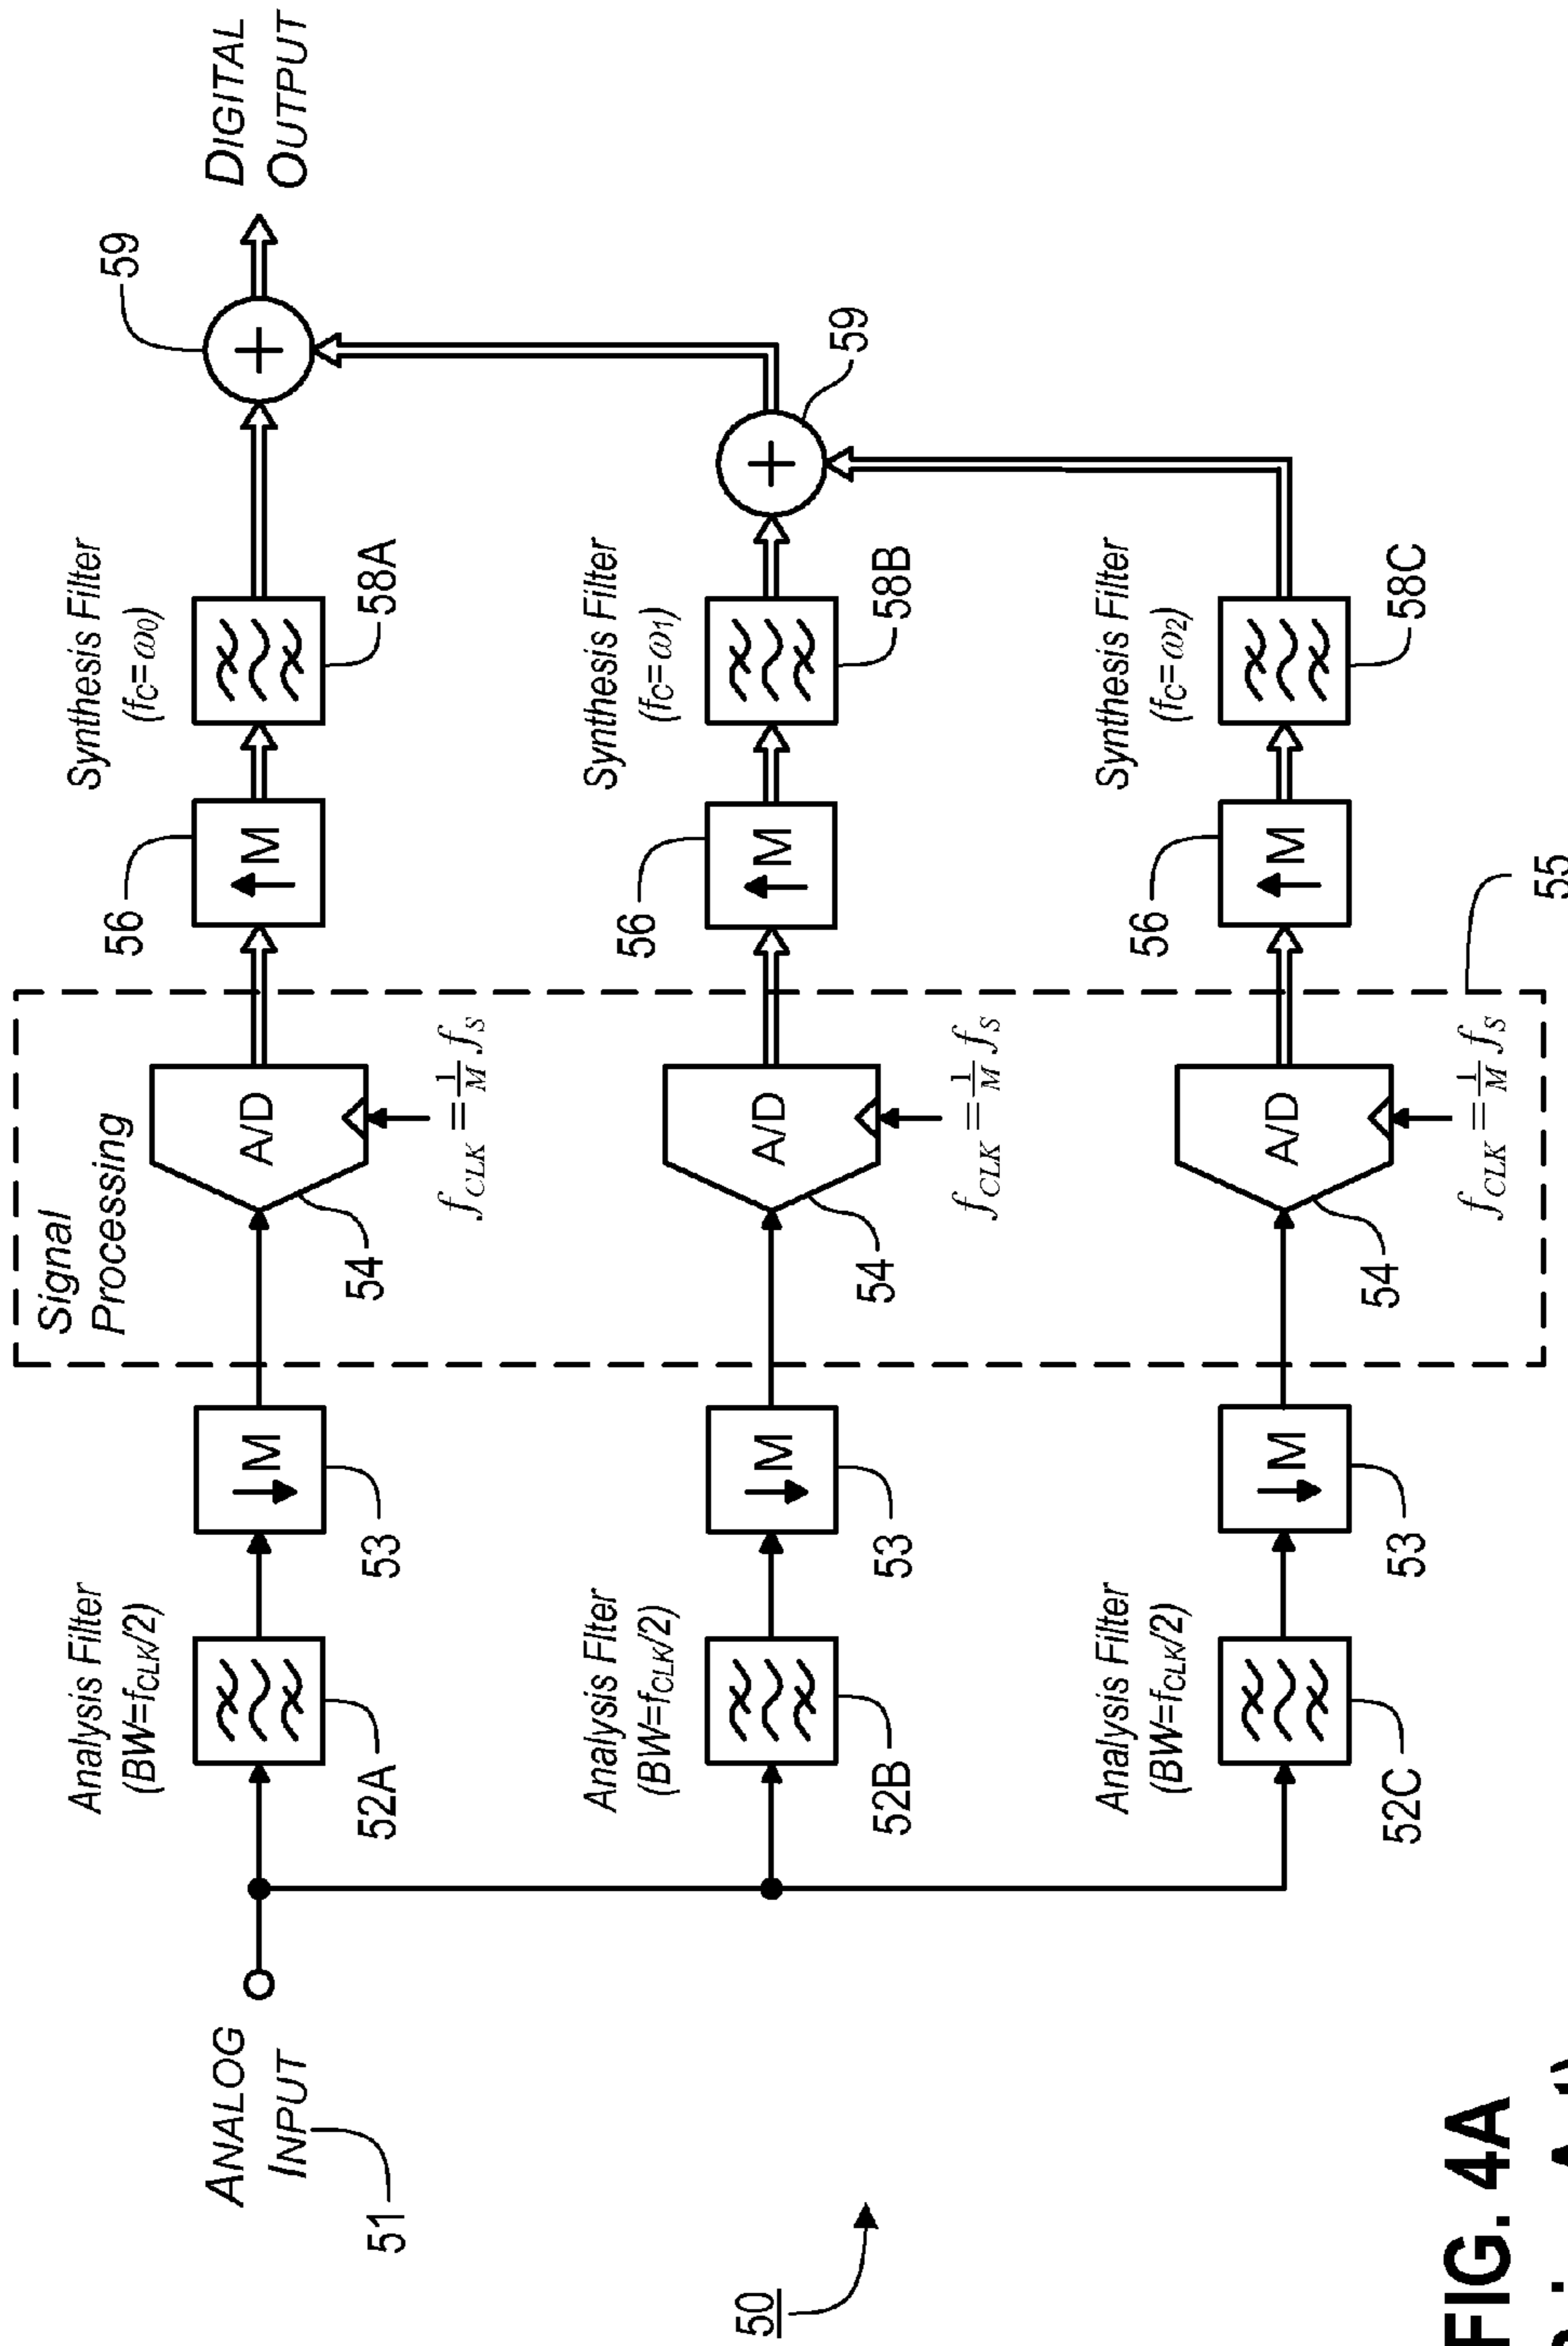 Signal
Processing
Analysis Filter
(BW=fCLK/2)
Synthesis Filter
(fC=ω0)
56
59
DIGITAL
OUTPUT
ANALOG
INPUT
51
M
A/D
M
+
52A
53
54
fCLK = 1/M fS
58A
Analysis Flter
(BW=fCLK/2)
Synthesis Filter
(fC=ω1)
56
M
A/D
M
+
59
50
52B
53
54
fCLK = 1/M fS
58B
Analysis Filter
(BW=fCLK/2)
Synthesis Filter
(fC=ω2)
56
M
A/D
M
52C
53
54
fCLK = 1/M fS
58C
55
FIG. 4A